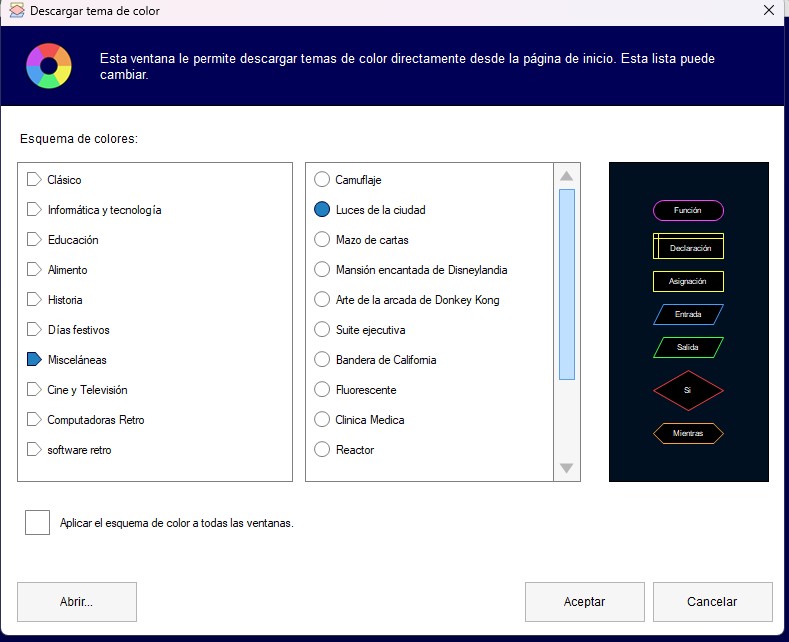 Descargar tema de color
Esta ventana le permite descargar temas de color directamente desde la página de inicio. Esta lista puede
cambiar.
Esquema de colores:
Clásico
Informática y tecnología
Educación
Alimento
Historia
Días festivos
Misceláneas
Cine y Televisión
Computadoras Retro
software retro
Camuflaje
Luces de la ciudad
Mazo de cartas
Mansión encantada de Disneylandia
Arte de la arcada de Donkey Kong
Suite ejecutiva
Bandera de California
Fluorescente
Clinica Medica
Reactor
Función
Declaración
Asignación
Entrada
Salida
Si
Mientras
Aplicar el esquema de color a todas las ventanas.
Abrir...
Aceptar
Cancelar